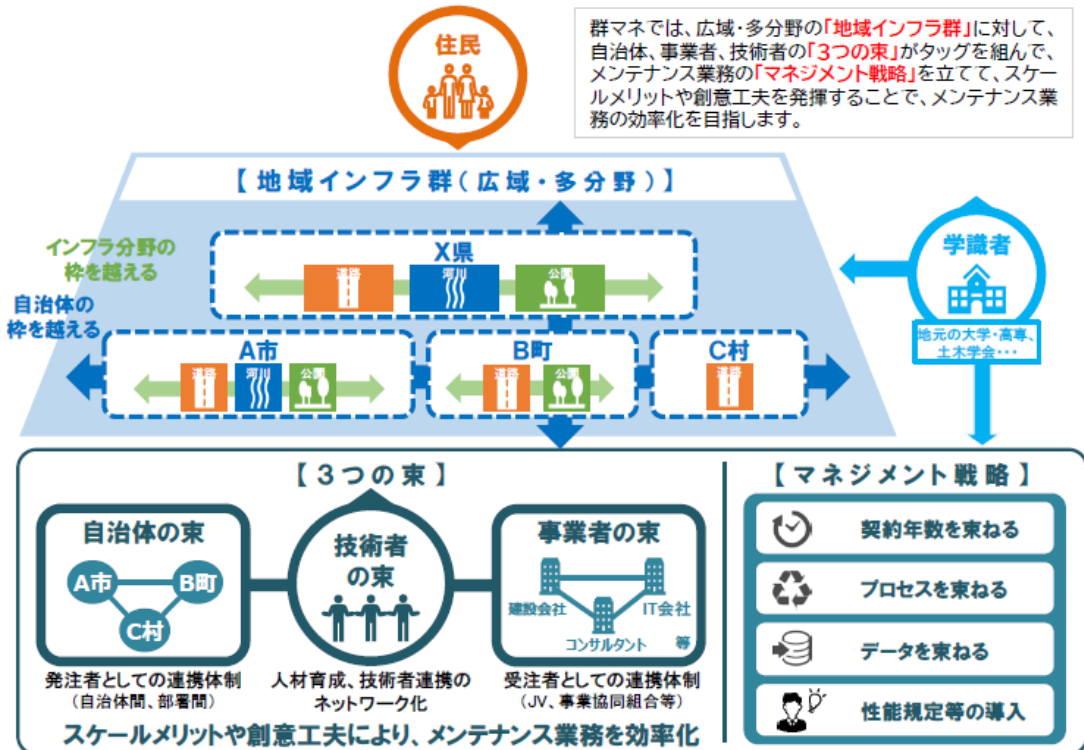 住民
群マネでは、広域・多分野の「地域インフラ群」に対して、
自治体、事業者、技術者の「3つの束」がタッグを組んで、
メンテナンス業務の「マネジメント戦略」を立てて、スケー
ルメリットや創意工夫を発揮することで、メンテナンス業
務の効率化を目指します。
【地域インフラ群(広域・多分野)】
インフラ分野の
枠を越える
自治体の
枠を越える
X県
道路
河川
公園
A市
道路
河川
公園
B町
道路
公園
C村
道路
学識者
地元の大学・高専、
土木学会・・・
【3つの束】
自治体の束
A市
B町
C村
発注者としての連携体制
(自治体間、部署間)
技術者
の束
人材育成、技術者連携の
ネットワーク化
事業者の束
建設会社
IT会社
コンサルタント
等
受注者としての連携体制
(JV、事業協同組合等)
スケールメリットや創意工夫により、メンテナンス業務を効率化
【マネジメント戦略】
契約年数を束ねる
プロセスを束ねる
データを束ねる
性能規定等の導入